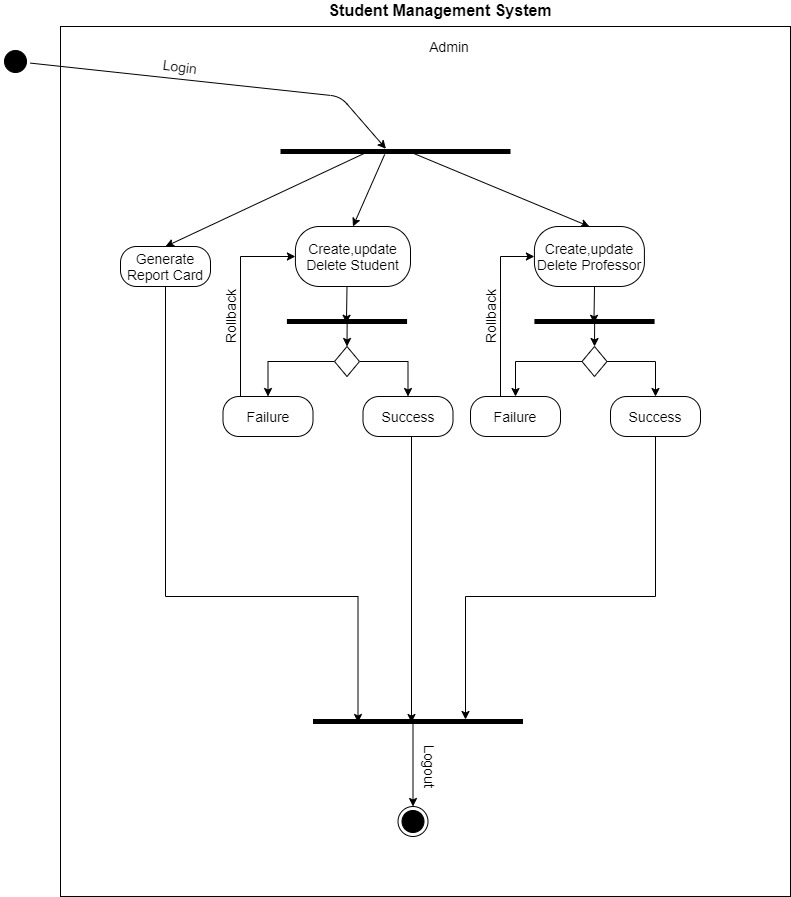 Student Management System
Admin
Login
Generate
Report Card
Create,update
Delete Student
Create,update
Delete Professor
Rollback
Rollback
Failure
Success
Failure
Success
Logout